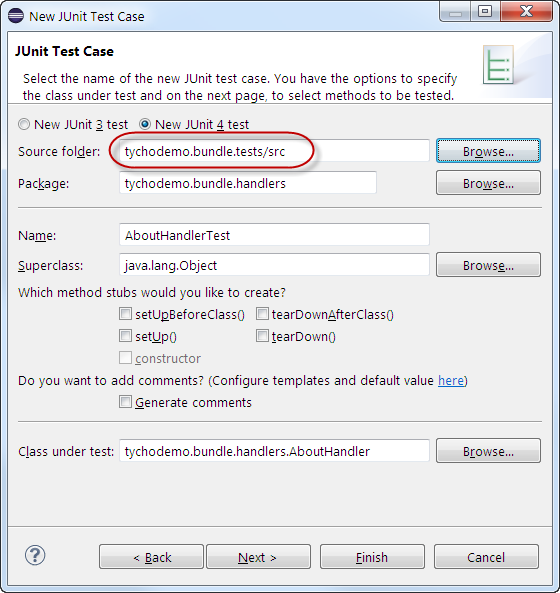 New JUnit Test Case
JUnit Test Case
Select the name of the new JUnit test case. You have the options to specify
the class under test and on the next page, to select methods to be tested.
New JUnit 3 test New JUnit 4 test
Source folder: tychodemo.bundle.tests/src Browse...
Package: tychodemo.bundle.handlers Browse...
Name: AboutHandlerTest
Superclass: java.lang.Object Browse...
Which method stubs would you like to create?
setUpBeforeClass() tearDownAfterClass()
setUp() tearDown()
constructor
Do you want to add comments? (Configure templates and default value here)
Generate comments
Class under test: tychodemo.bundle.handlers.AboutHandler Browse...
? < Back Next > Finish Cancel